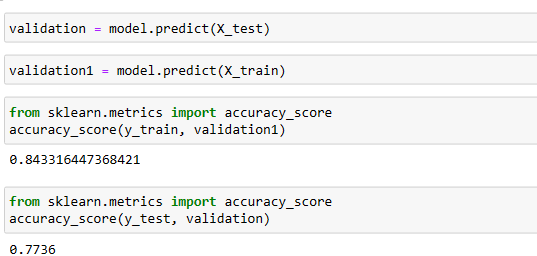 validation = model.predict(X_test)
validation1 = model.predict(X_train)
from sklearn.metrics import accuracy_score
accuracy_score(y_train, validation1)
0.843316447368421
from sklearn.metrics import accuracy_score
accuracy_score(y_test, validation)
0.7736